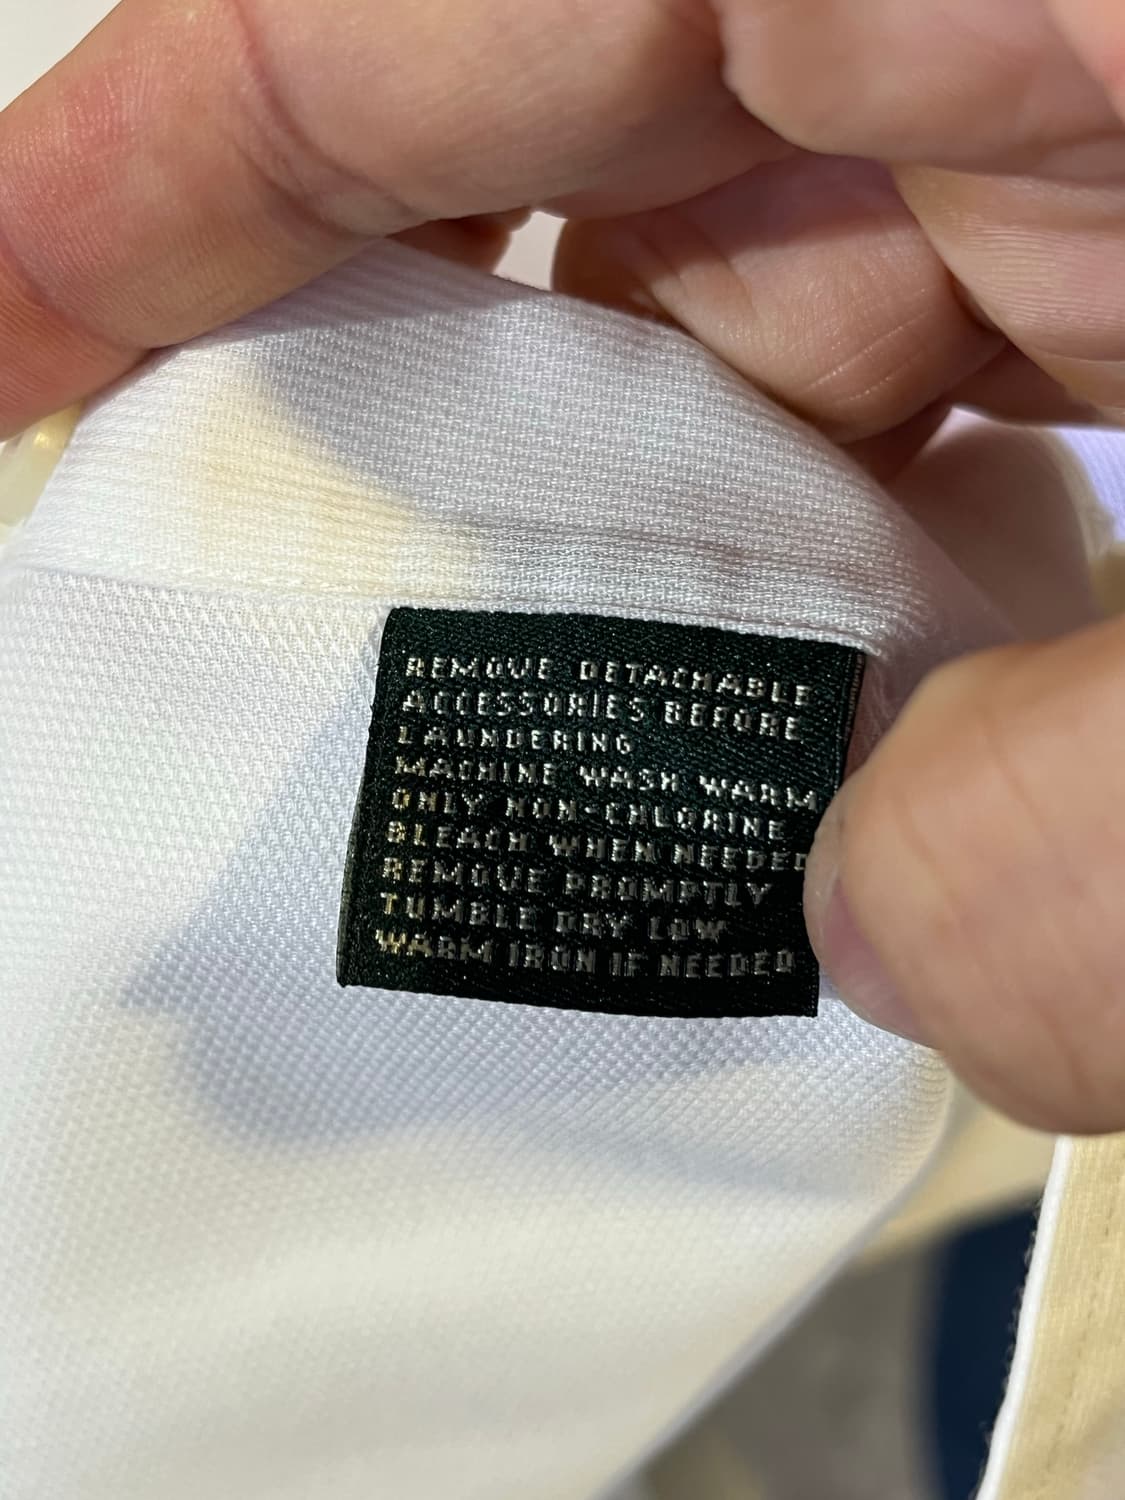 REMOVE DETACHABLE
ACCESSORIES BEFORE
LAUNDERING
MACHINE WASH WARM
ONLY NON-CHLORINE
BLEACH WHEN NEEDED
REMOVE PROMPTLY
TUMBLE DRY LOW
WARM IRON IF NEEDED